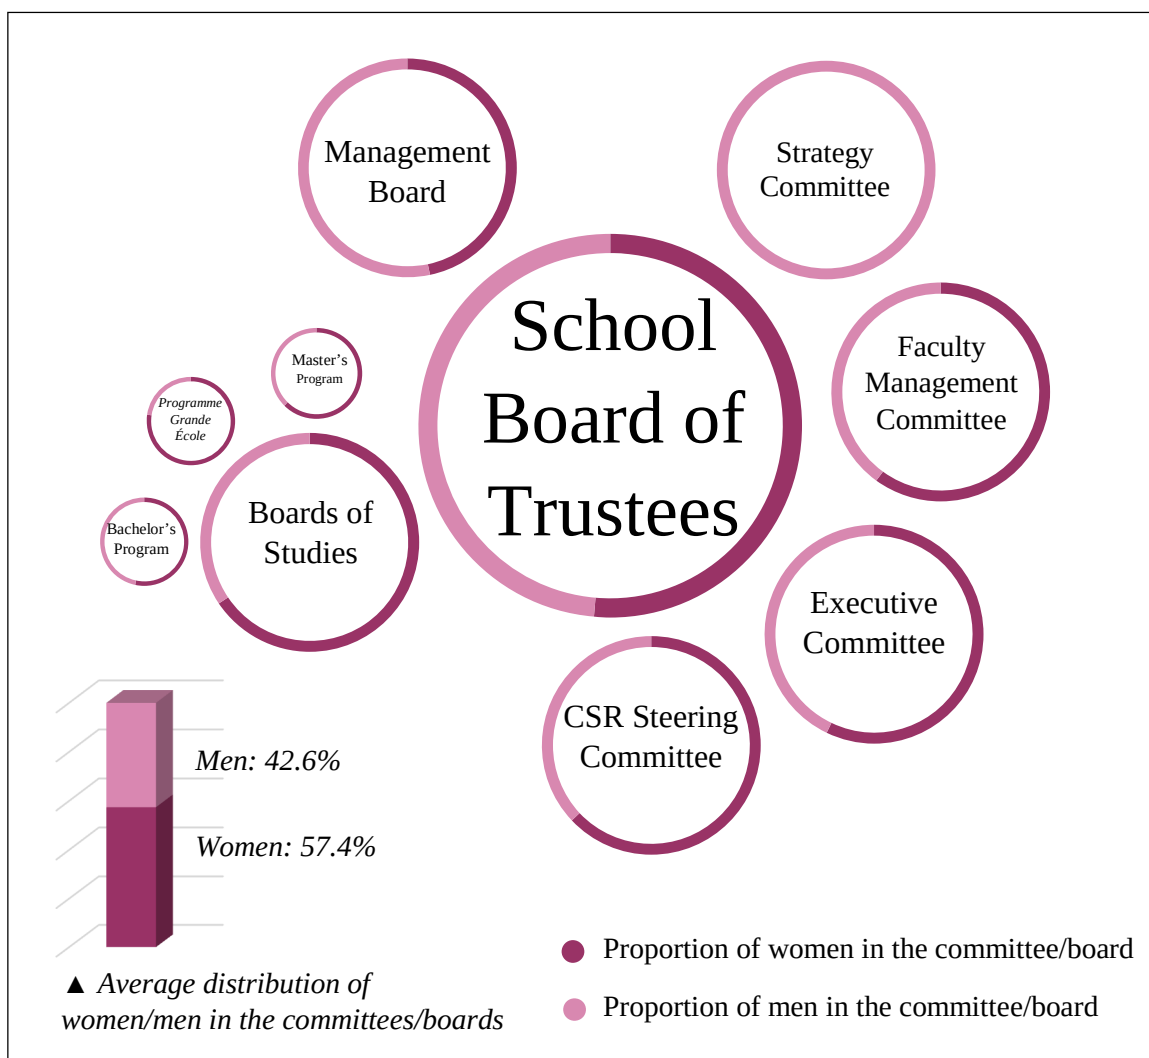 Management
Board
Strategy
Committee
School
Board of
Trustees
Faculty
Management
Committee
Master’s
Program
Programme
Grande
École
Boards of
Studies
Bachelor’s
Program
Executive
Committee
CSR Steering
Committee
Men: 42.6%
Women: 57.4%
▲ Average distribution of
women/men in the committees/boards
Proportion of women in the committee/board
Proportion of men in the committee/board